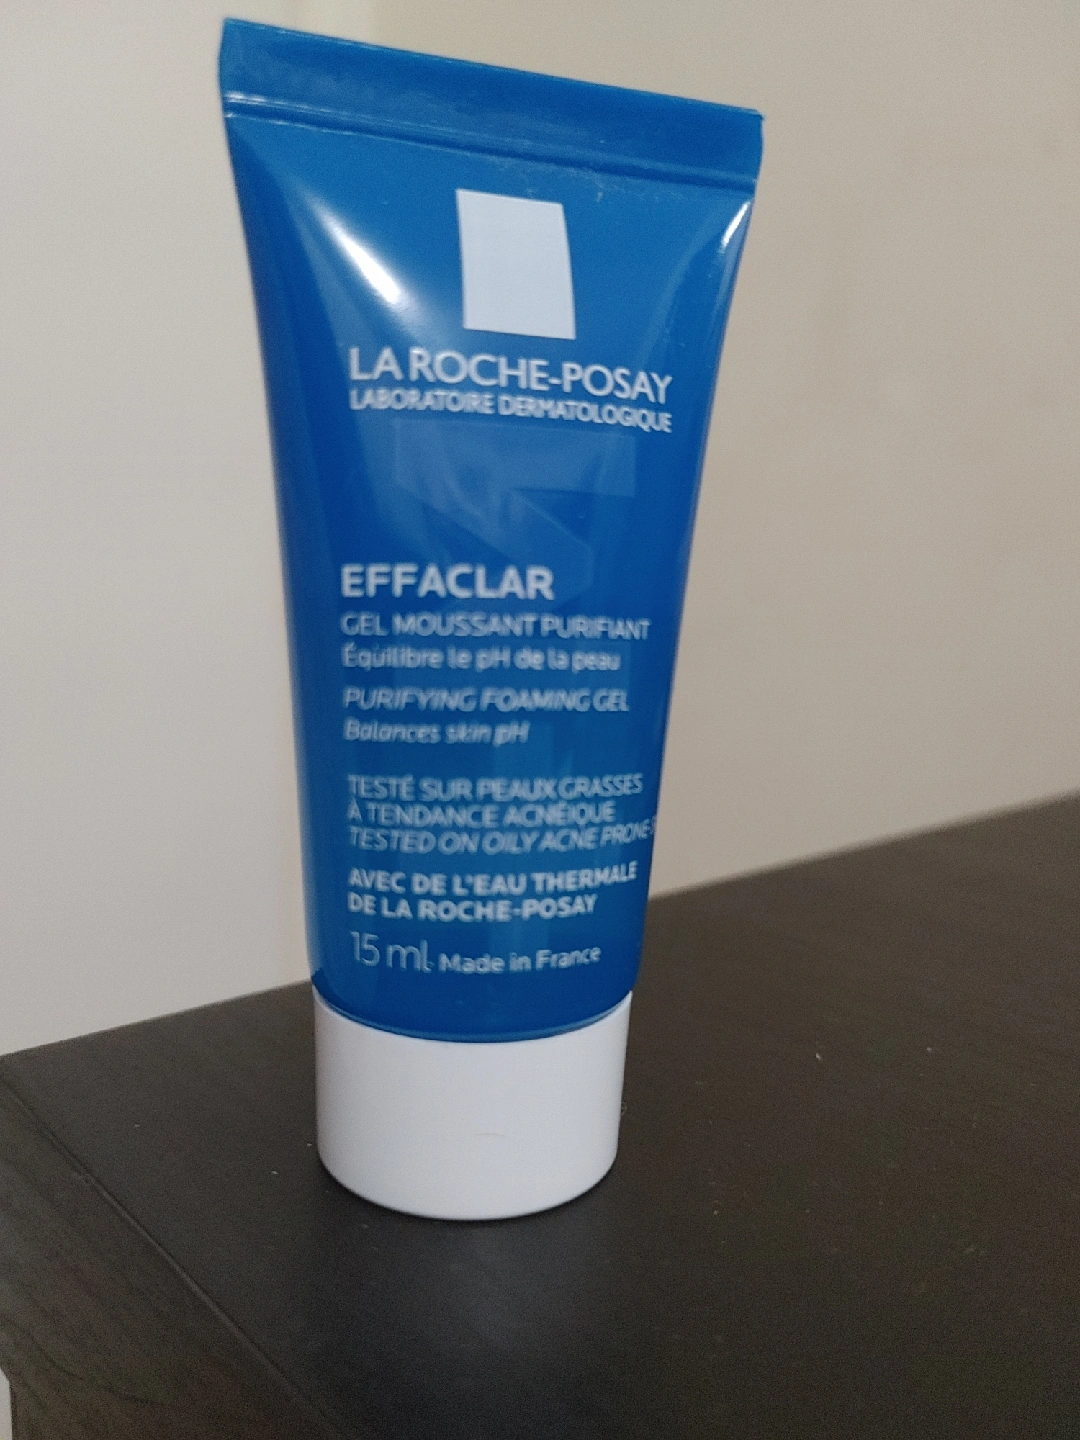 LA ROCHE-POSAY
LABORATOIRE DERMATOLOGIQUE
EFFACLAR
GEL MOUSSANT PURIFIANT
Équilibre le pH de la peau
PURIFYING FOAMING GEL
Balances skin pH
TESTÉ SUR PEAUX GRASSES
À TENDANCE ACNÉIQUE
TESTED ON OILY ACNE PRONE
AVEC DE L'EAU THERMALE
DE LA ROCHE-POSAY
15 ml Made in France